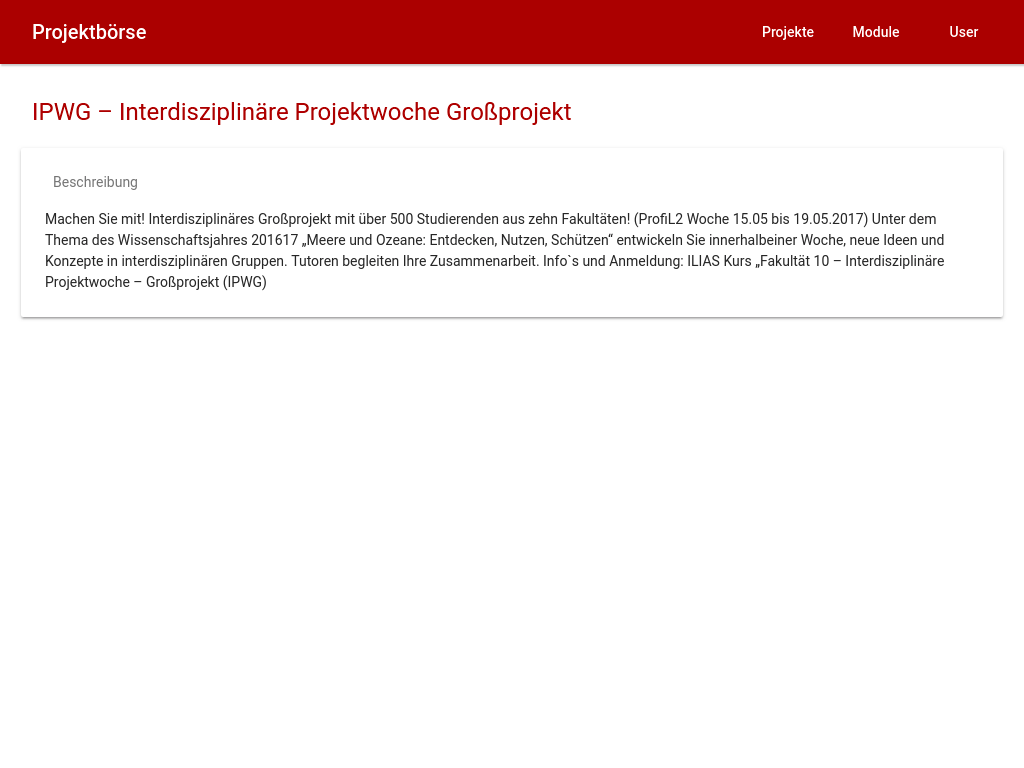 Projektbörse
Projekte
Module
User
IPWG – Interdisziplinäre Projektwoche Großprojekt
Beschreibung
Machen Sie mit! Interdisziplinäres Großprojekt mit über 500 Studierenden aus zehn Fakultäten! (ProfiL2 Woche 15.05 bis 19.05.2017) Unter dem
Thema des Wissenschaftsjahres 201617 „Meere und Ozeane: Entdecken, Nutzen, Schützen“ entwickeln Sie innerhalbeiner Woche, neue Ideen und
Konzepte in interdisziplinären Gruppen. Tutoren begleiten Ihre Zusammenarbeit. Info`s und Anmeldung: ILIAS Kurs „Fakultät 10 – Interdisziplinäre
Projektwoche – Großprojekt (IPWG)